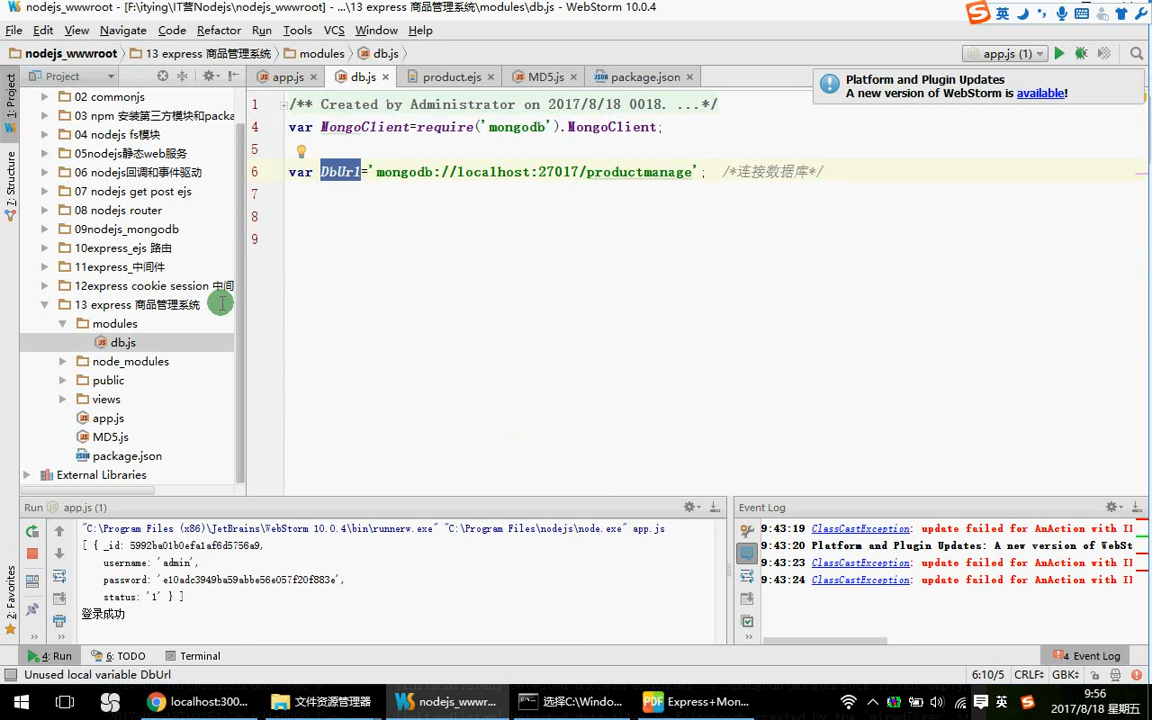 nodejs_wwwroot - [F:\itying\IT营Nodejs\nodejs_wwwroot] - ...\13 express 商品管理系统\modules\db.js - WebStorm 10.0.4
英
File Edit View Navigate Code Refactor Run Tools VCS Window Help
nodejs_wwwroot 13 express 商品管理系统 modules db.js app.js (1)
1: Project
7: Structure
2: Favorites
Project
app.js db.js product.ejs MD5.js package.json
Platform and Plugin Updates
A new version of WebStorm is available!
02 commonjs
03 npm 安装第三方模块和packa
04 nodejs fs模块
05nodejs静态web服务
06 nodejs回调和事件驱动
07 nodejs get post ejs
08 nodejs router
09nodejs_mongodb
10express_ejs 路由
11express_中间件
12express cookie session 中间
13 express 商品管理系统
modules
db.js
node_modules
public
views
app.js
MD5.js
package.json
External Libraries
1 /** Created by Administrator on 2017/8/18 0018. ...*/
4 var MongoClient=require('mongodb').MongoClient;
5
6 var DbUrl='mongodb://localhost:27017/productmanage'; /*连接数据库*/
7
8
9
Run app.js (1)
"C:\Program Files (x86)\JetBrains\WebStorm 10.0.4\bin\runnerw.exe" "C:\Program Files\nodejs\node.exe" app.js
[ { _id: 5992ba01b0efa1af6d5756a9,
username: 'admin',
password: 'e10adc3949ba59abbe56e057f20f883e',
status: '1' } ]
登录成功
Event Log
9:43:19 ClassCastException: update failed for AnAction with I
9:43:20 Platform and Plugin Updates: A new version of WebSt
9:43:23 ClassCastException: update failed for AnAction with I
9:43:24 ClassCastException: update failed for AnAction with I
4: Run 6: TODO Terminal 4 Event Log
Unused local variable DbUrl 6:10/5 CRLF GBK
localhost:300... 文件资源管理器 nodejs_wwwr... 选择C:\Windo... Express+Mon... 英
9:56
2017/8/18 星期五